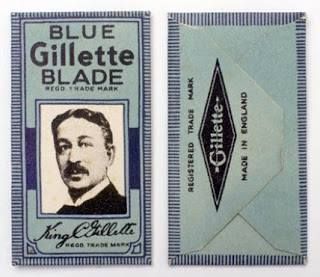 BLUE
Gillette
BLADE
REGD. TRADE MARK
King C. Gillette
REGD. TRADE MARK
REGISTERED TRADE MARK
Gillette
MADE IN ENGLAND